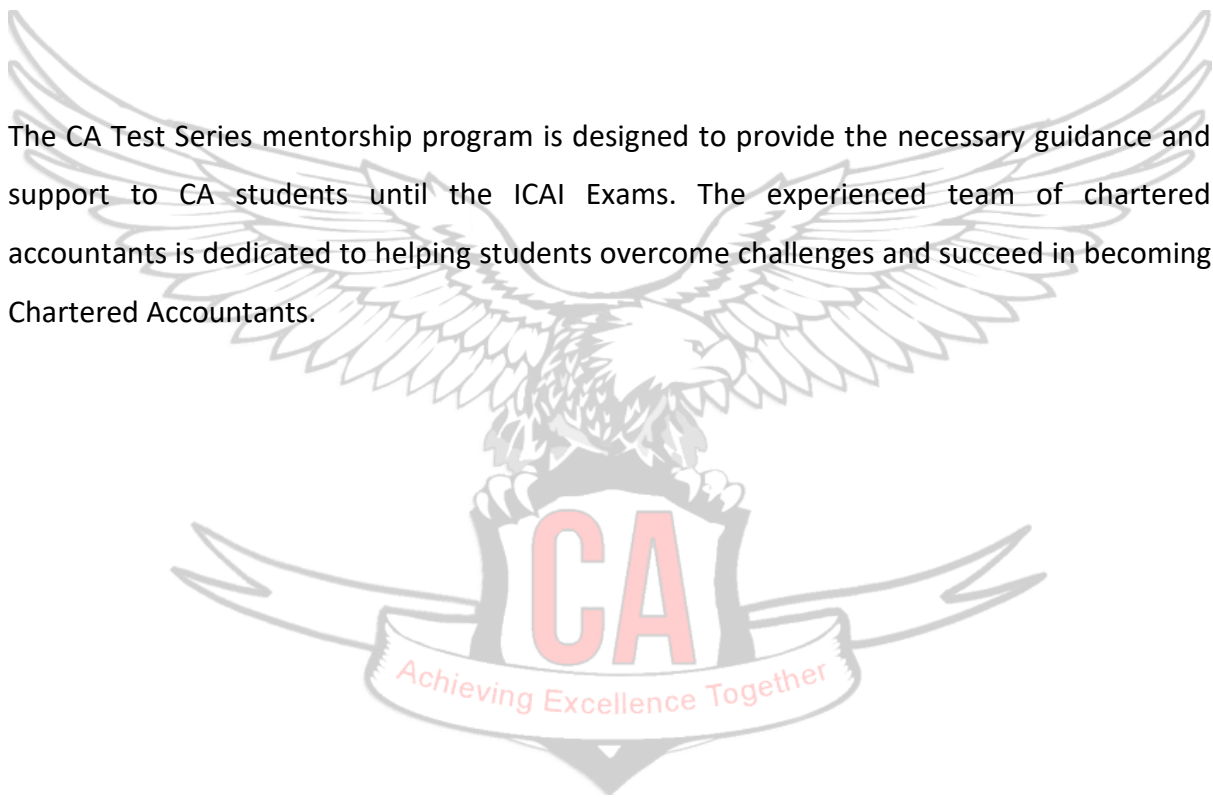 The CA Test Series mentorship program is designed to provide the necessary guidance and
support to CA students until the ICAI Exams. The experienced team of chartered
accountants is dedicated to helping students overcome challenges and succeed in becoming
Chartered Accountants.
CA
Achieving Excellence Together